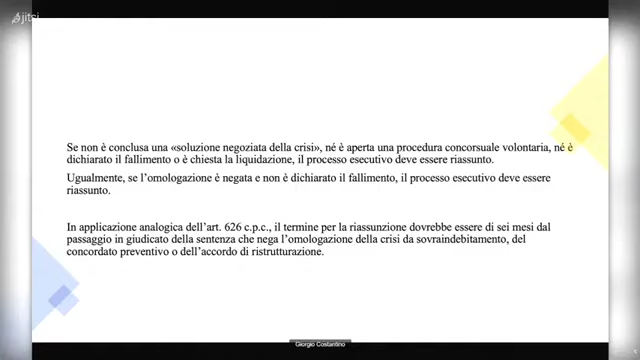 jitsi
Se non è conclusa una «soluzione negoziata della crisi», né è aperta una procedura concorsuale volontaria, né è
dichiarato il fallimento o è chiesta la liquidazione, il processo esecutivo deve essere riassunto.
Ugualmente, se l’omologazione è negata e non è dichiarato il fallimento, il processo esecutivo deve essere
riassunto.
In applicazione analogica dell’art. 626 c.p.c., il termine per la riassunzione dovrebbe essere di sei mesi dal
passaggio in giudicato della sentenza che nega l’omologazione della crisi da sovraindebitamento, del
concordato preventivo o dell’accordo di ristrutturazione.
Giorgio Costantino